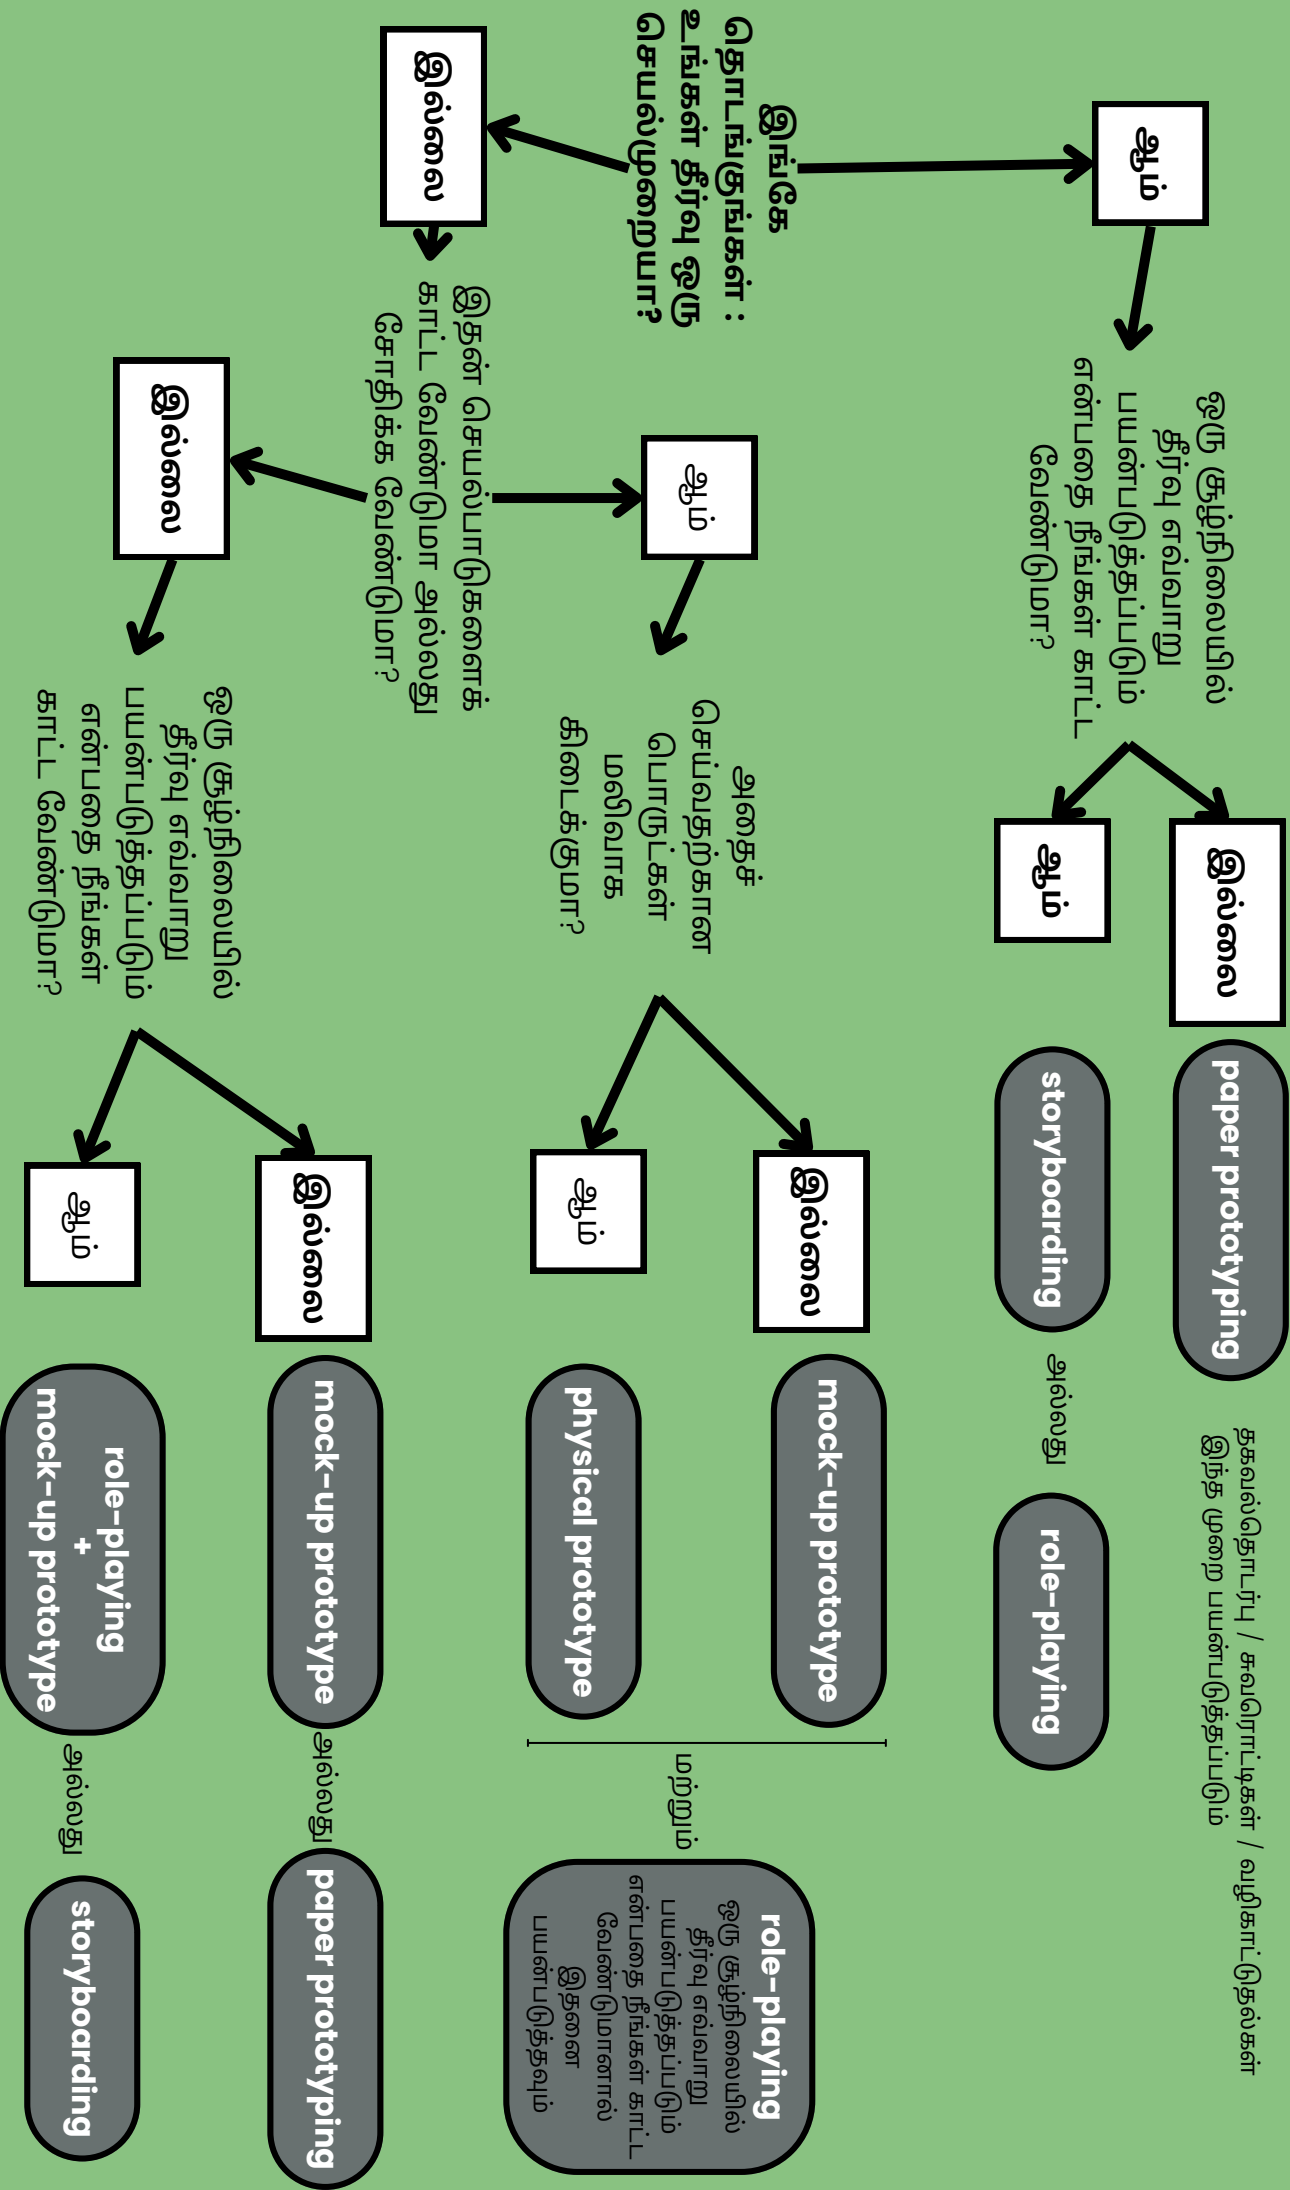 இங்கே
தொடங்குங்கள் :
உங்கள் தீர்வு ஒரு
செயல்முறையா?
ஆம்
ஒரு சூழ்நிலையில்
தீர்வு எவ்வாறு
பயன்படுத்தப்படும்
என்பதை நீங்கள் காட்ட
வேண்டுமா?
இல்லை
paper prototyping
தகவல்தொடர்பு / சுவரொட்டிகள் / வழிகாட்டுதல்கள்
இந்த முறை பயன்படுத்தப்படும்
ஆம்
storyboarding
அல்லது
role-playing
இல்லை
இதன் செயல்பாடுகளைக்
காட்ட வேண்டுமா அல்லது
சோதிக்க வேண்டுமா?
ஆம்
அதைச்
செய்வதற்கான
பொருட்கள்
மலிவாக
கிடைக்குமா?
இல்லை
mock-up prototype
ஆம்
physical prototype
மற்றும்
role-playing
ஒரு சூழ்நிலையில்
தீர்வு எவ்வாறு
பயன்படுத்தப்படும்
என்பதை நீங்கள் காட்ட
வேண்டுமானால்
இதனை
பயன்படுத்தவும்
இல்லை
ஒரு சூழ்நிலையில்
தீர்வு எவ்வாறு
பயன்படுத்தப்படும்
என்பதை நீங்கள்
காட்ட வேண்டுமா?
இல்லை
mock-up prototype
அல்லது
paper prototyping
ஆம்
role-playing
+
mock-up prototype
அல்லது
storyboarding